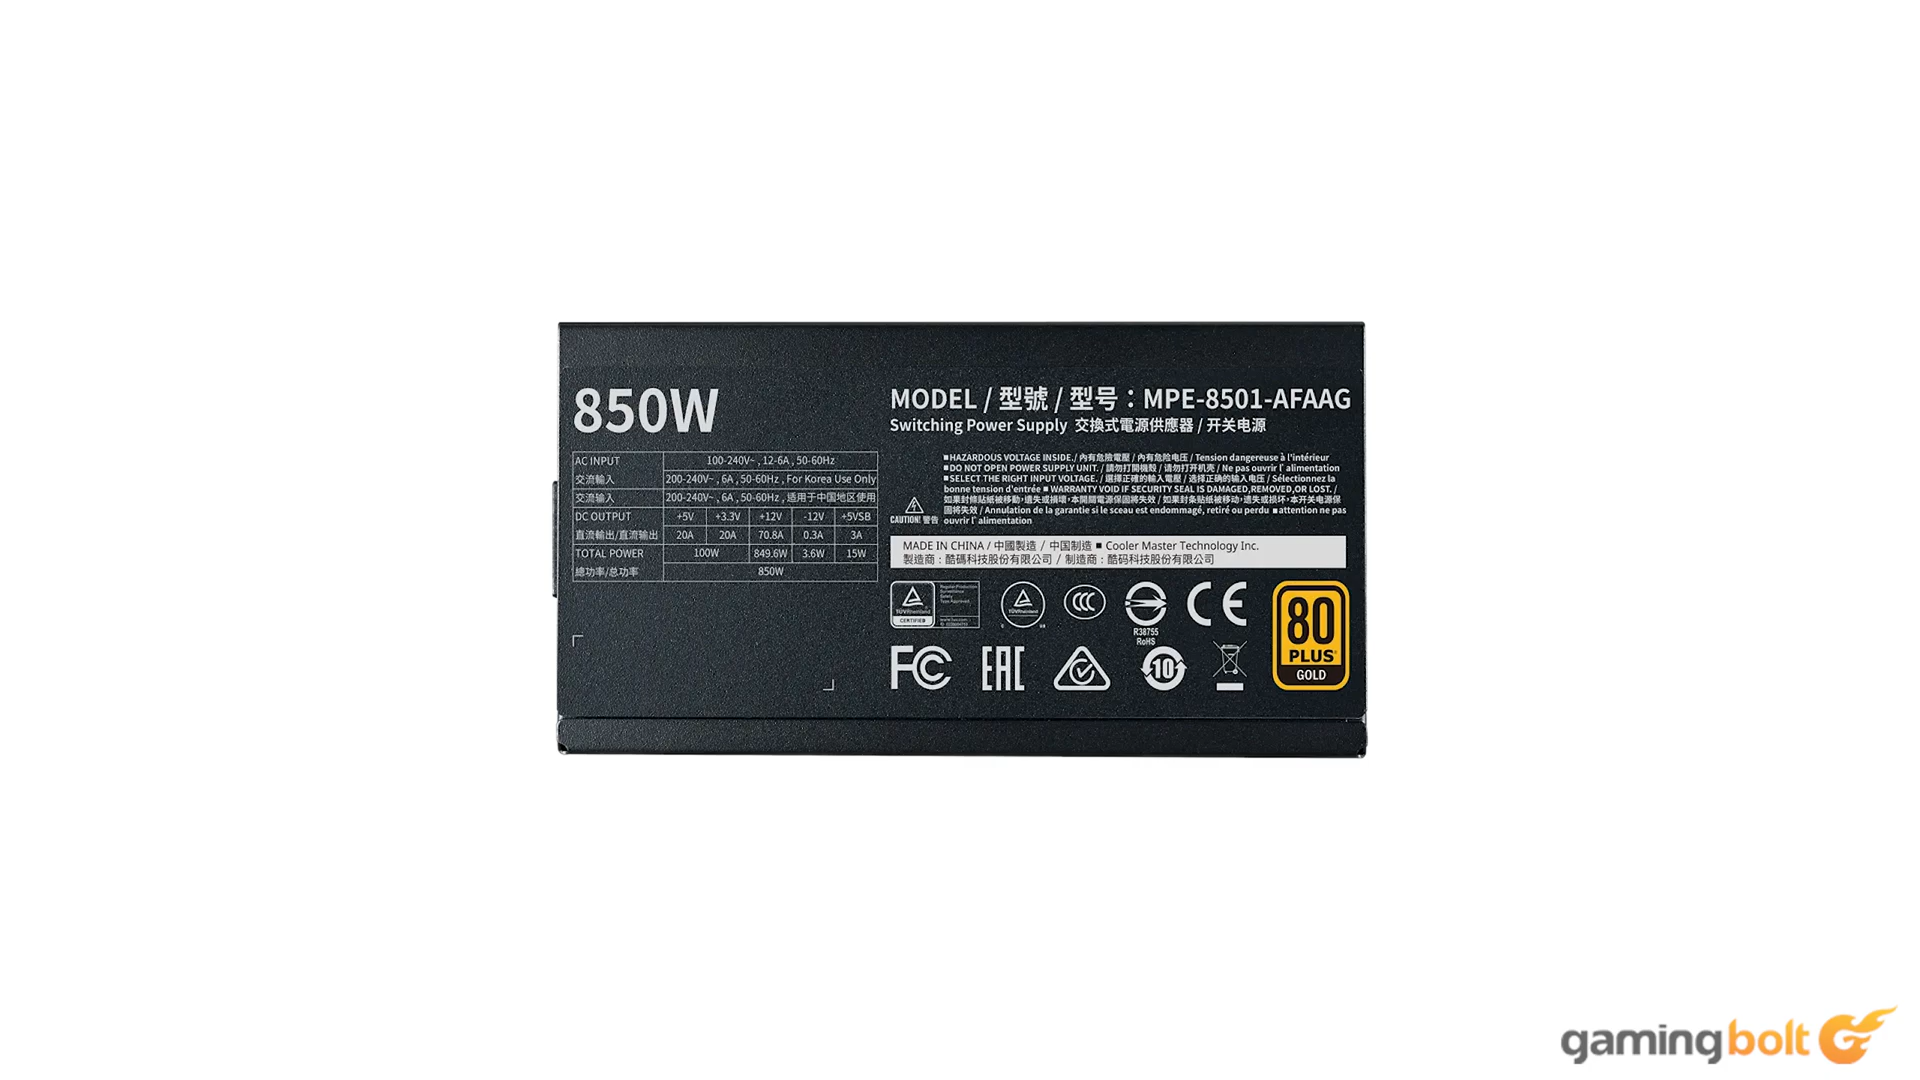 850W
AC INPUT 100-240V~ , 12-6A , 50-60Hz
交流輸入 200-240V~ , 6A , 50-60Hz , For Korea Use Only
交流输入 200-240V~ , 6A , 50-60Hz , 适用于中国地区使用
DC OUTPUT +5V +3.3V +12V -12V +5VSB
直流輸出/直流输出 20A 20A 70.8A 0.3A 3A
TOTAL POWER 100W 849.6W 3.6W 15W
總功率/总功率 850W
MODEL / 型號 / 型号：MPE-8501-AFAAG
Switching Power Supply 交換式電源供應器 / 开关电源
■HAZARDOUS VOLTAGE INSIDE./ 內有危險電壓 / 内有危险电压 / Tension dangereuse à l'intérieur
■DO NOT OPEN POWER SUPPLY UNIT. / 請勿打開機殼 / 请勿打开机壳 / Ne pas ouvrir l' alimentation
■SELECT THE RIGHT INPUT VOLTAGE. / 選擇正確的輸入電壓 / 选择正确的输入电压 / Sélectionnez la
bonne tension d'entrée ■ WARRANTY VOID IF SECURITY SEAL IS DAMAGED,REMOVED,OR LOST. /
如果封條貼紙被移動，遺失或損壞，本開關電源保固將失效 / 如果封条贴纸被移动，遗失或损坏，本开关电源保
固將失效 / Annulation de la garantie si le sceau est endommagé, retiré ou perdu ■attention ne pas
ouvrir l' alimentation
CAUTION! 警告
MADE IN CHINA / 中國製造 / 中国制造 ■ Cooler Master Technology Inc.
製造商：酷碼科技股份有限公司 / 制造商：酷码科技股份有限公司
TÜVRheinland
CERTIFIED
TÜVRheinland
CCC
R38755
RoHS
CE
FC
EAC
10
80
PLUS
GOLD
gamingbolt